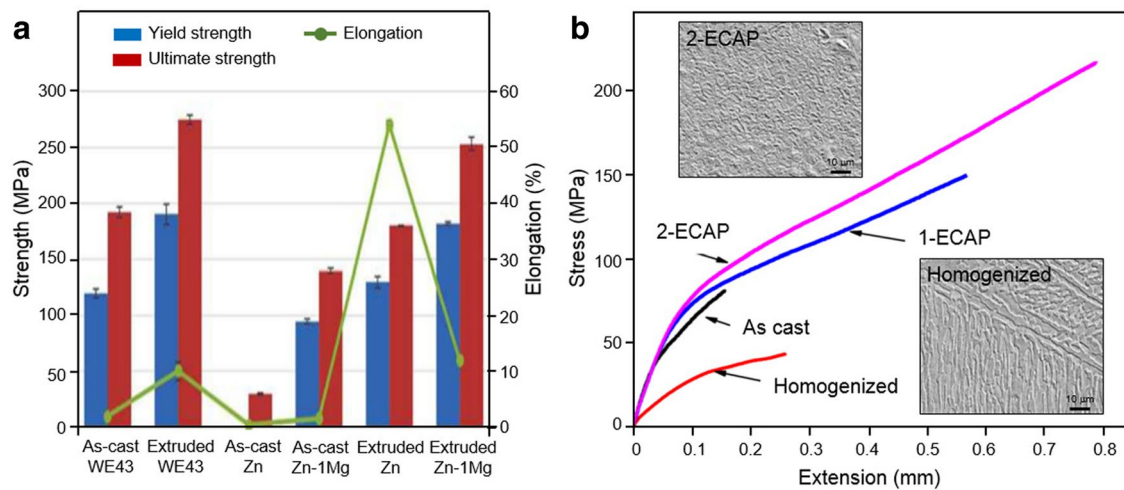 a
Yield strength
Ultimate strength
Elongation
Strength (MPa)
300
250
200
150
100
50
0
Elongation (%)
60
50
40
30
20
10
0
As-cast WE43
Extruded WE43
As-cast Zn
As-cast Zn-1Mg
Extruded Zn
Extruded Zn-1Mg
b
Stress (MPa)
200
150
100
50
0
2-ECAP
10 µm
2-ECAP
1-ECAP
As cast
Homogenized
Homogenized
10 µm
0 0.1 0.2 0.3 0.4 0.5 0.6 0.7 0.8
Extension (mm)